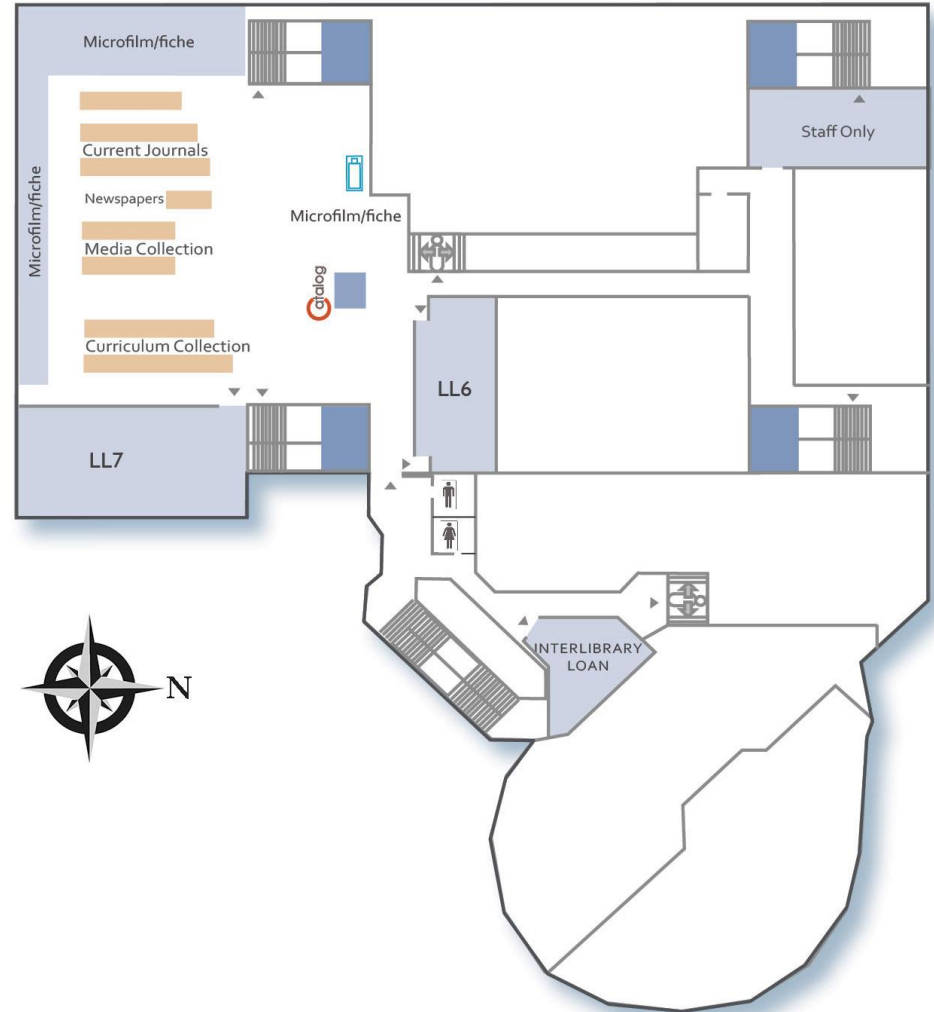 Microfilm/fiche
Staff Only
Current Journals
Newspapers
Microfilm/fiche
Microfilm/fiche
Media Collection
Catalog
Curriculum Collection
LL6
LL7
INTERLIBRARY
LOAN
N